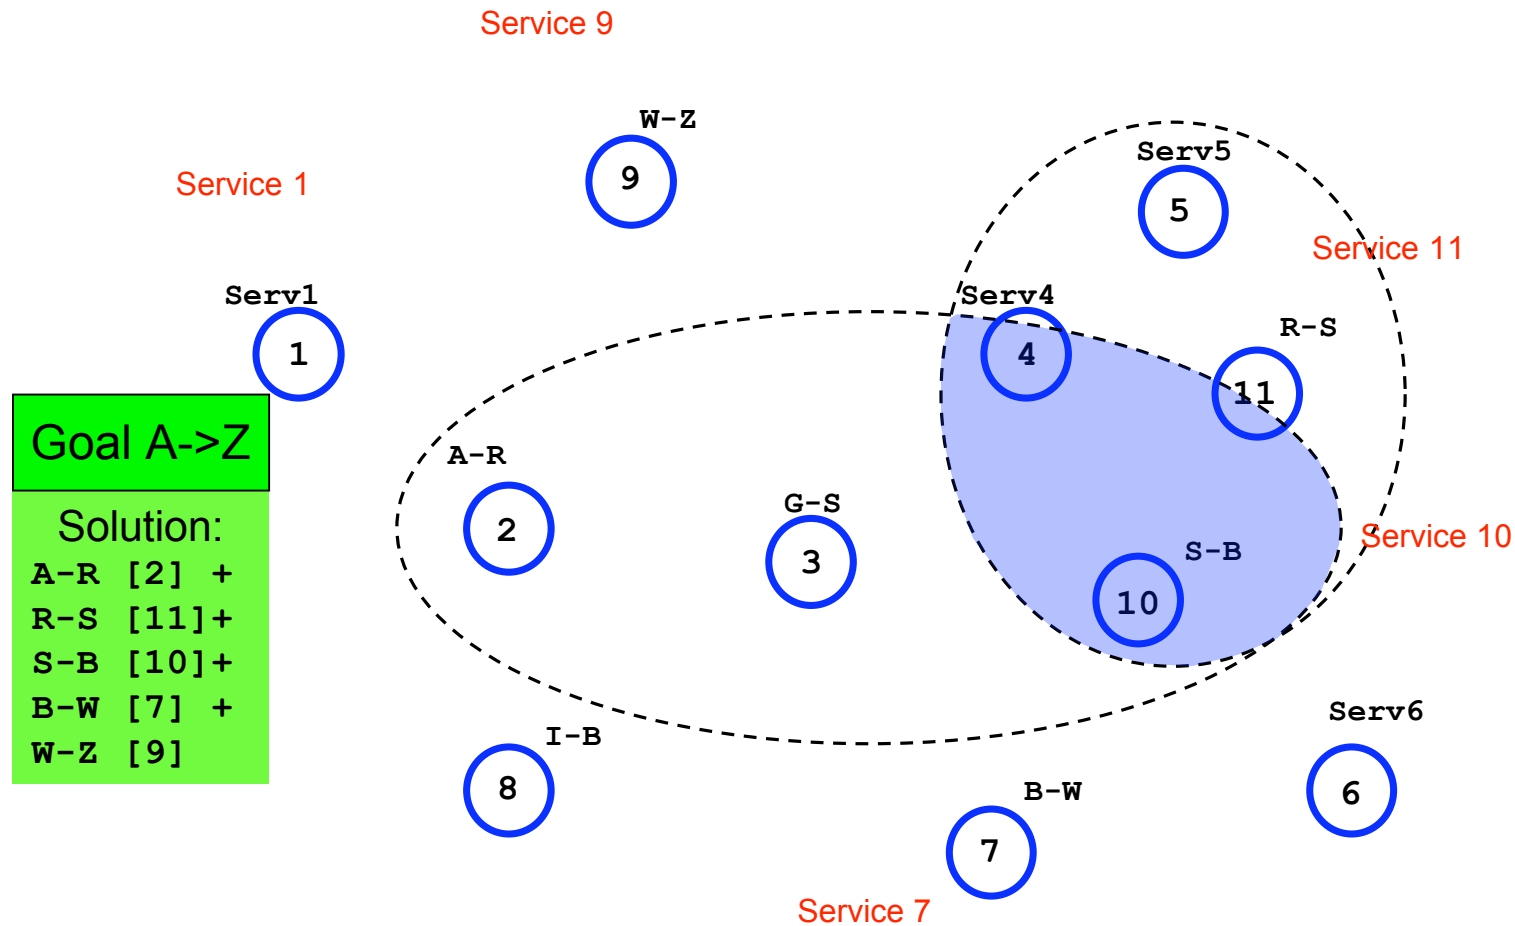 Service 9
W-Z
9
Serv5
5
Service 1
Service 11
Serv1
1
Serv4
4
R-S
11
Goal A->Z
Solution:
A-R [2] +
R-S [11]+
S-B [10]+
B-W [7] +
W-Z [9]
A-R
2
G-S
3
S-B
10
Service 10
I-B
8
B-W
7
Serv6
6
Service 7